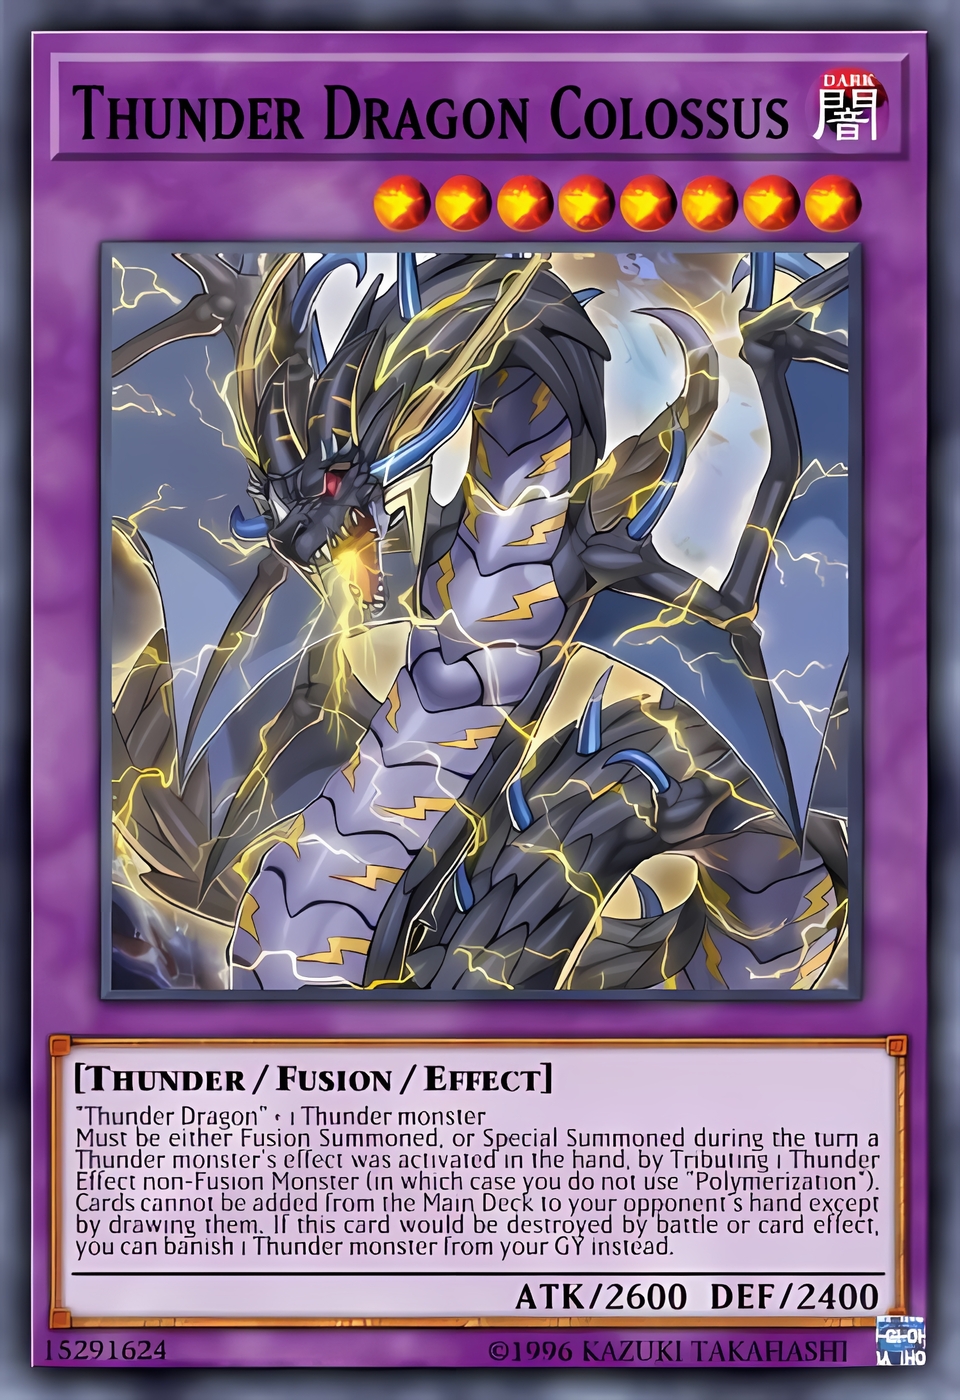 THUNDER DRAGON COLOSSUS
DARK
闇
[THUNDER / FUSION / EFFECT]
"Thunder Dragon" + 1 Thunder monster
Must be either Fusion Summoned, or Special Summoned during the turn a
Thunder monster's effect was activated in the hand, by Tributing 1 Thunder
Effect non-Fusion Monster (in which case you do not use "Polymerization").
Cards cannot be added from the Main Deck to your opponent's hand except
by drawing them. If this card would be destroyed by battle or card effect,
you can banish 1 Thunder monster from your GY instead.
ATK/2600 DEF/2400
15291624
©1996 KAZUKI TAKAHASHI